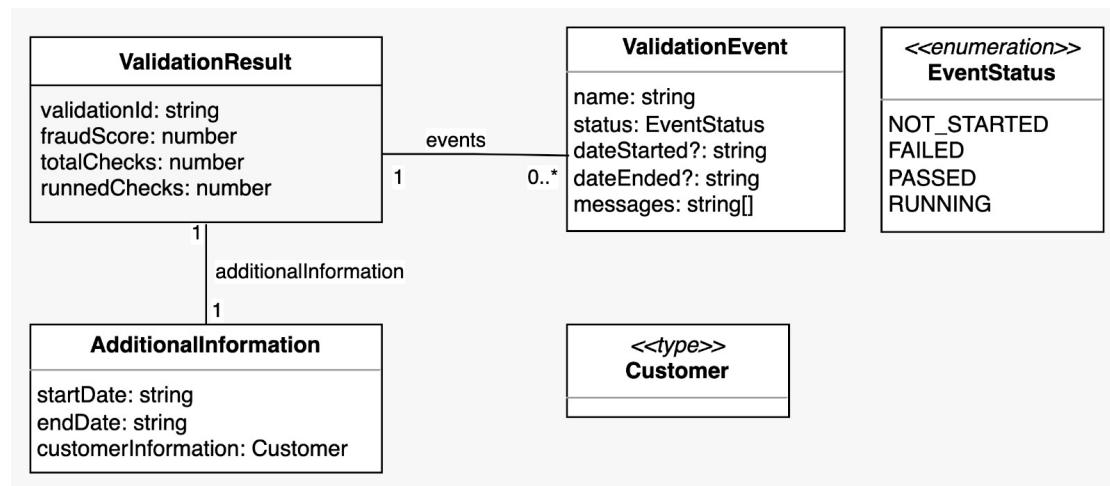 ValidationResult
validationId: string
fraudScore: number
totalChecks: number
runnedChecks: number
events
1
0..*
ValidationEvent
name: string
status: EventStatus
dateStarted?: string
dateEnded?: string
messages: string[]
<<enumeration>>
EventStatus
NOT_STARTED
FAILED
PASSED
RUNNING
1
additionalInformation
1
AdditionalInformation
startDate: string
endDate: string
customerInformation: Customer
<<type>>
Customer